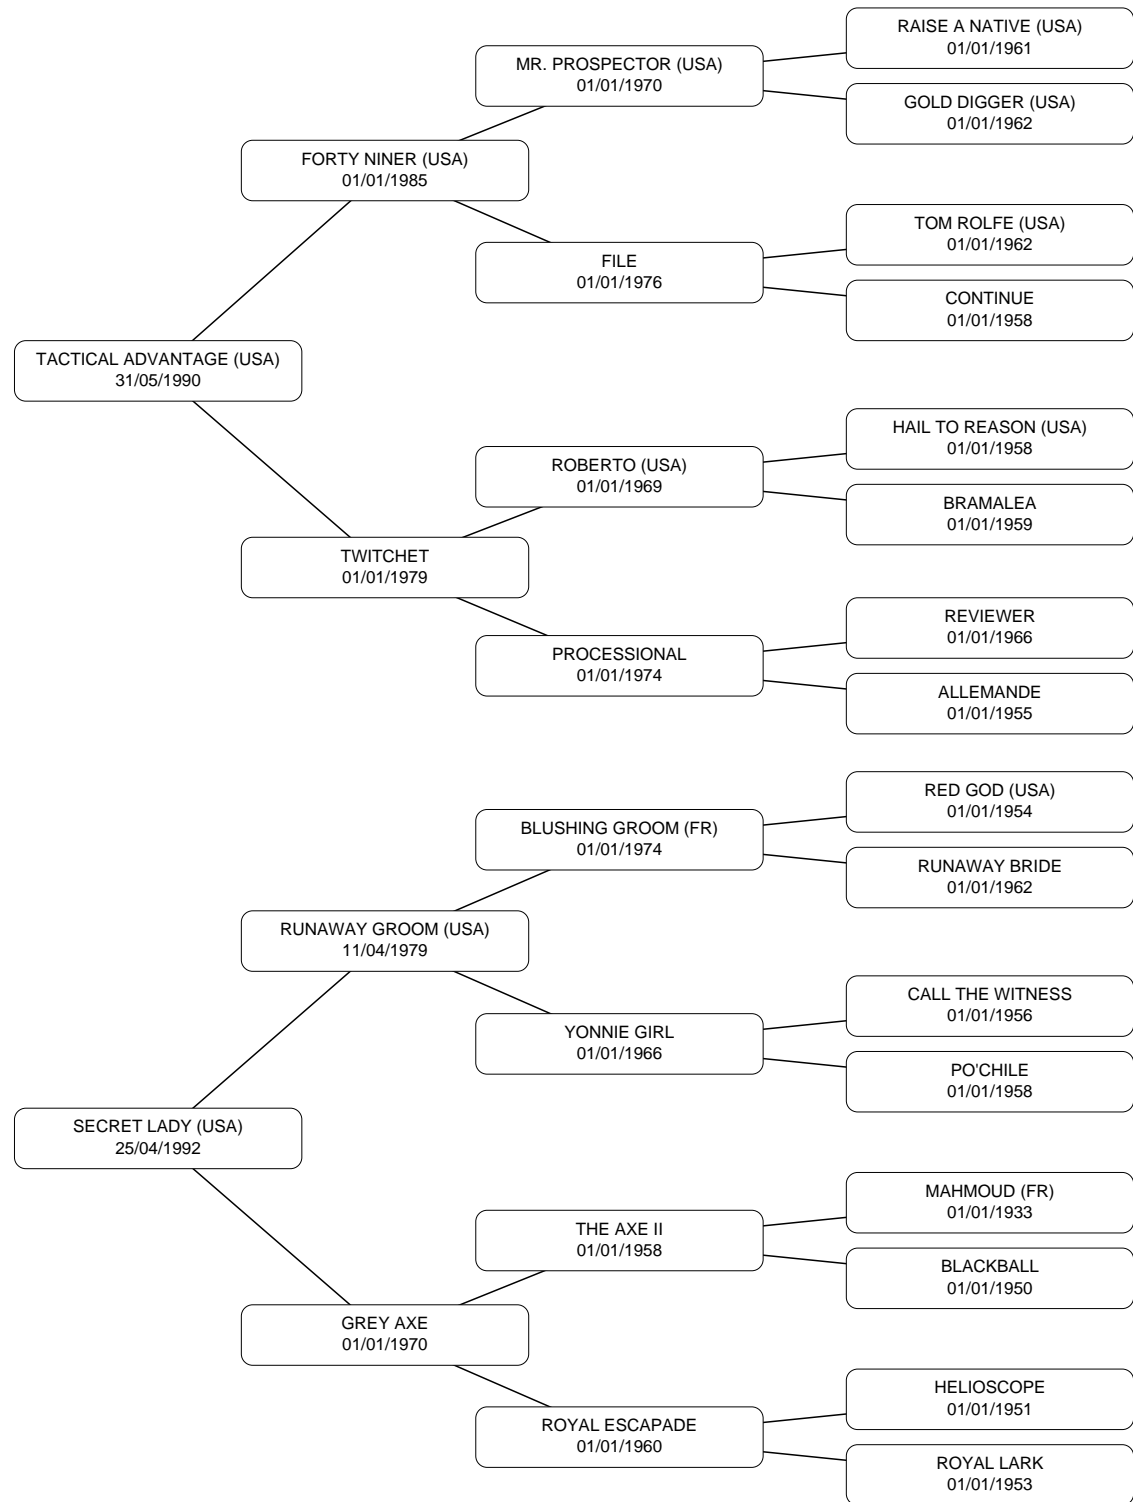 RAISE A NATIVE (USA)
01/01/1961
MR. PROSPECTOR (USA)
01/01/1970
GOLD DIGGER (USA)
01/01/1962
FORTY NINER (USA)
01/01/1985
TOM ROLFE (USA)
01/01/1962
FILE
01/01/1976
CONTINUE
01/01/1958
TACTICAL ADVANTAGE (USA)
31/05/1990
HAIL TO REASON (USA)
01/01/1958
ROBERTO (USA)
01/01/1969
BRAMALEA
01/01/1959
TWITCHET
01/01/1979
REVIEWER
01/01/1966
PROCESSIONAL
01/01/1974
ALLEMANDE
01/01/1955
RED GOD (USA)
01/01/1954
BLUSHING GROOM (FR)
01/01/1974
RUNAWAY BRIDE
01/01/1962
RUNAWAY GROOM (USA)
11/04/1979
CALL THE WITNESS
01/01/1956
YONNIE GIRL
01/01/1966
PO'CHILE
01/01/1958
SECRET LADY (USA)
25/04/1992
MAHMOUD (FR)
01/01/1933
THE AXE II
01/01/1958
BLACKBALL
01/01/1950
GREY AXE
01/01/1970
HELIOSCOPE
01/01/1951
ROYAL ESCAPADE
01/01/1960
ROYAL LARK
01/01/1953